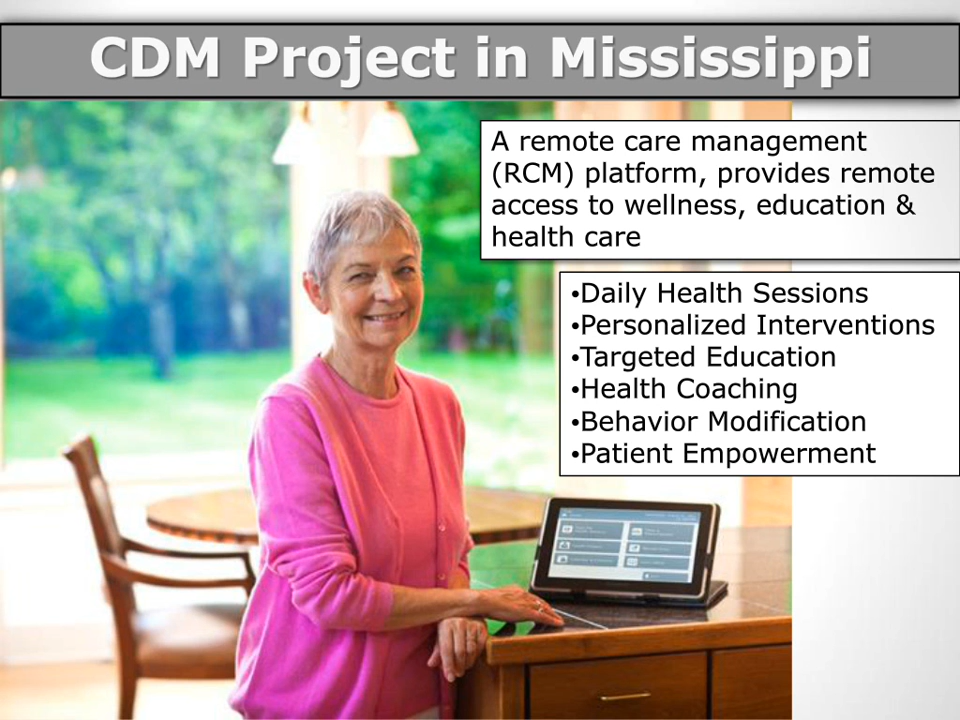 CDM Project in Mississippi
A remote care management
(RCM) platform, provides remote
access to wellness, education &
health care
•Daily Health Sessions
•Personalized Interventions
•Targeted Education
•Health Coaching
•Behavior Modification
•Patient Empowerment